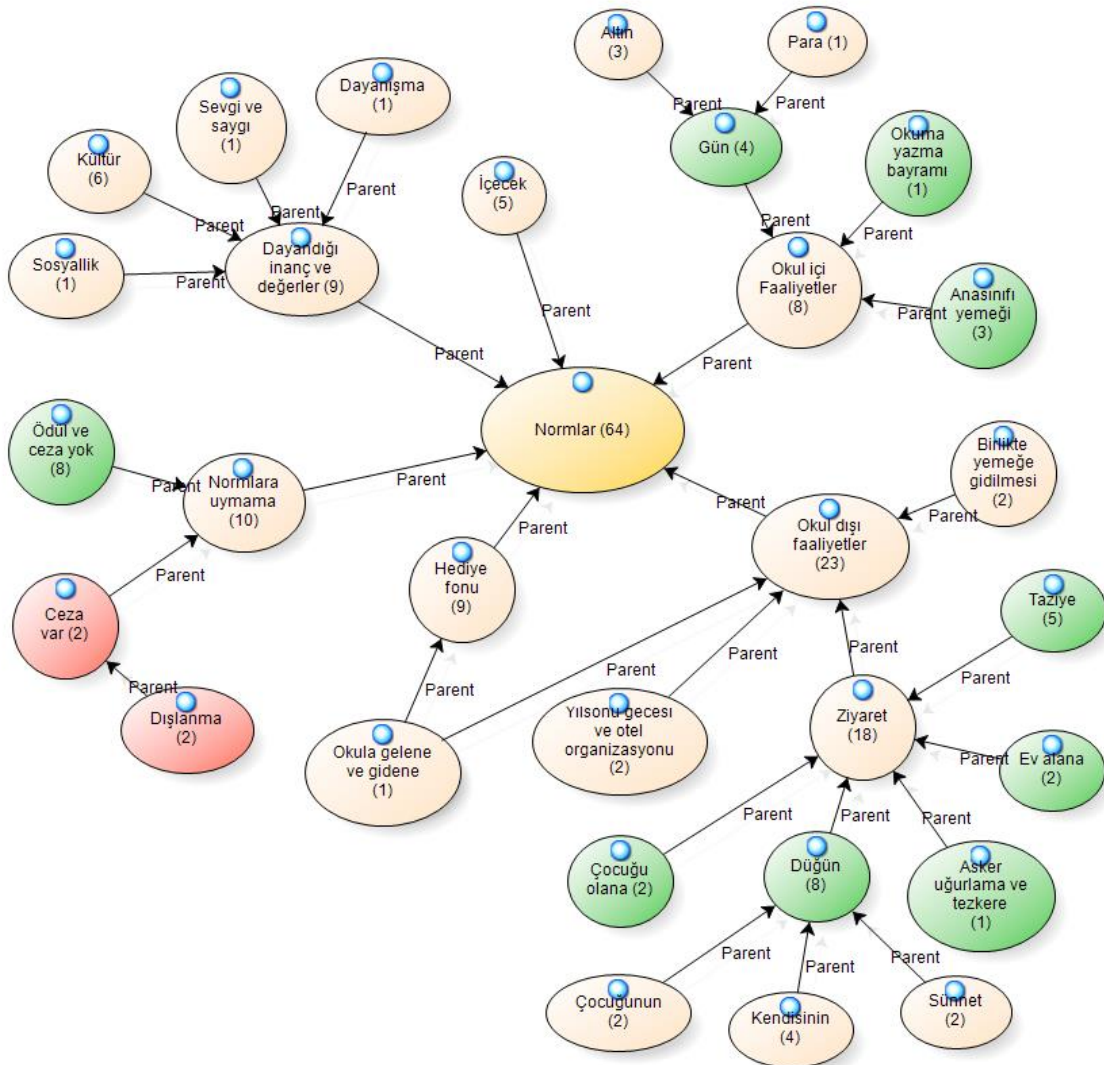 Altın
(3)
Para (1)
Parent
Parent
Gün (4)
Okuma
yazma
bayramı
(1)
Parent
Parent
Okul içi
Faaliyetler
(8)
Anasınıfı
yemeği
(3)
Parent
Parent
Dayanışma
(1)
Sevgi ve
saygı
(1)
Kültür
(6)
Sosyallik
(1)
Parent
Parent
Parent
Parent
Dayandığı
inanç ve
değerler (9)
Parent
İçecek
(5)
Parent
Normlar (64)
Ödül ve
ceza yok
(8)
Parent
Normlara
uymama
(10)
Parent
Ceza
var (2)
Parent
Parent
Dışlanma
(2)
Hediye
fonu
(9)
Parent
Parent
Okula gelene
ve gidene
(1)
Parent
Yılsonu gecesi
ve otel
organizasyonu
(2)
Parent
Okul dışı
faaliyetler
(23)
Parent
Birlikte
yemeğe
gidilmesi
(2)
Parent
Parent
Ziyaret
(18)
Taziye
(5)
Parent
Ev alana
(2)
Parent
Asker
uğurlama ve
tezkere
(1)
Parent
Çocuğu
olana (2)
Parent
Düğün
(8)
Parent
Çocuğunun
(2)
Parent
Kendisinin
(4)
Parent
Sünnet
(2)
Parent